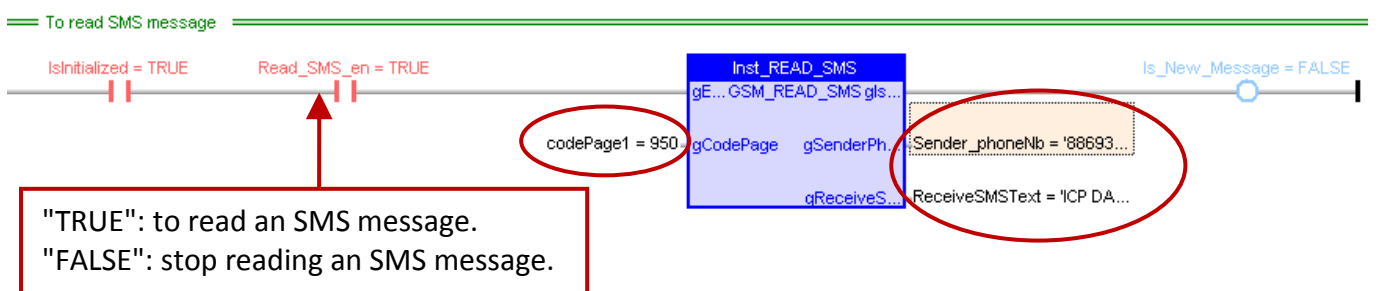 To read SMS message
IsInitialized = TRUE Read_SMS_en = TRUE Inst_READ_SMS Is_New_Message = FALSE
gE... GSM_READ_SMS gIs...
codePage1 = 950 gCodePage gSenderPh... Sender_phoneNb = '88693...
gReceiveS... ReceiveSMSText = 'ICP DA...
"TRUE": to read an SMS message.
"FALSE": stop reading an SMS message.